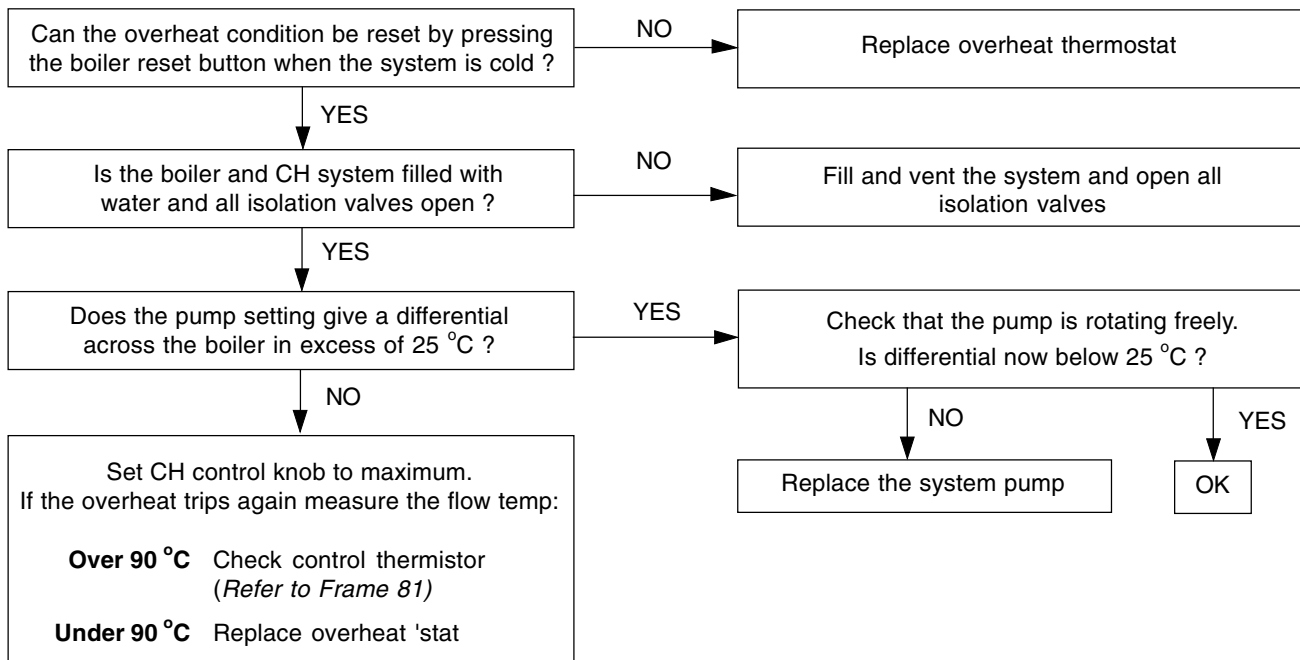 Can the overheat condition be reset by pressing
the boiler reset button when the system is cold ?
NO
Replace overheat thermostat
YES
Is the boiler and CH system filled with
water and all isolation valves open ?
NO
Fill and vent the system and open all
isolation valves
YES
Does the pump setting give a differential
across the boiler in excess of 25 °C ?
YES
Check that the pump is rotating freely.
Is differential now below 25 °C ?
NO
Set CH control knob to maximum.
If the overheat trips again measure the flow temp:
Over 90 °C Check control thermistor
(Refer to Frame 81)
Under 90 °C Replace overheat 'stat
NO
Replace the system pump
YES
OK